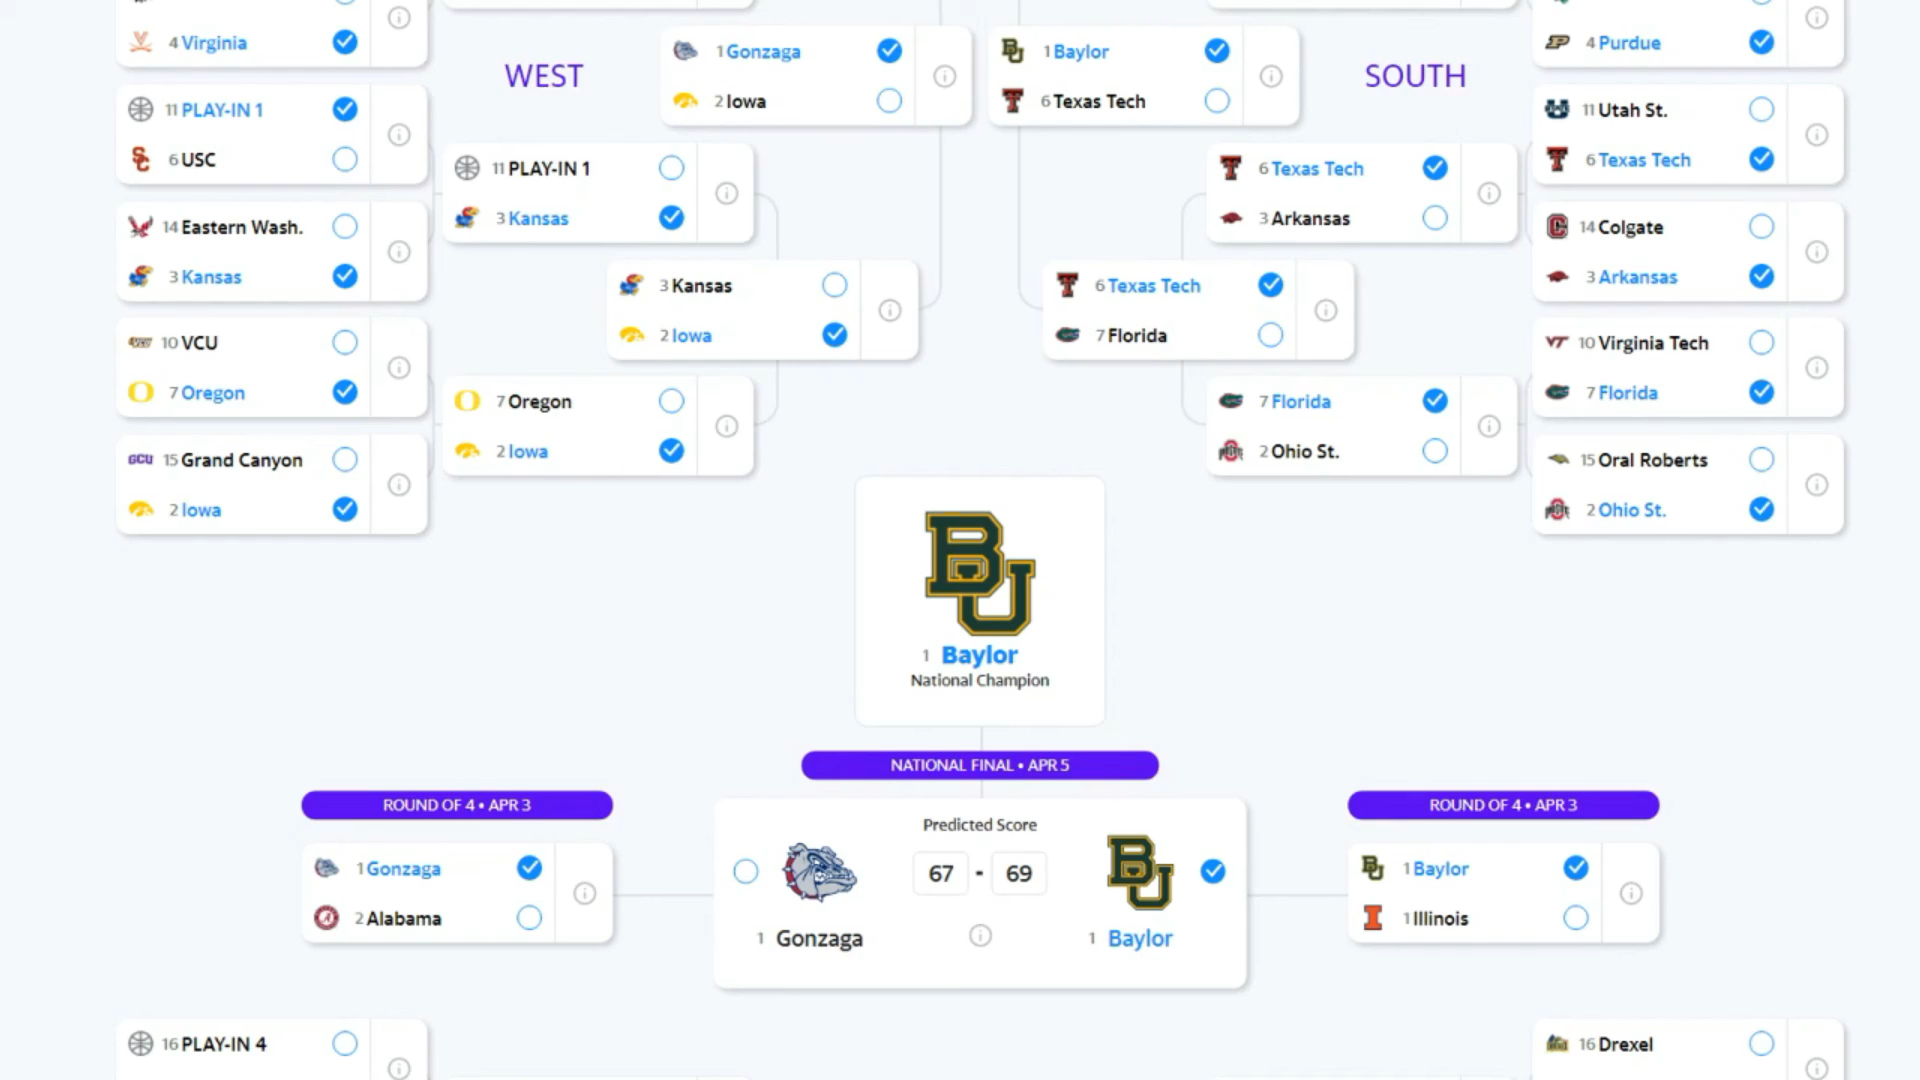 4 Virginia
11 PLAY-IN 1
6 USC
14 Eastern Wash.
3 Kansas
10 VCU
7 Oregon
GCU 15 Grand Canyon
2 Iowa
WEST
11 PLAY-IN 1
3 Kansas
7 Oregon
2 Iowa
3 Kansas
2 Iowa
1 Gonzaga
2 Iowa
1 Baylor
6 Texas Tech
SOUTH
6 Texas Tech
7 Florida
6 Texas Tech
3 Arkansas
7 Florida
2 Ohio St.
4 Purdue
11 Utah St.
6 Texas Tech
14 Colgate
3 Arkansas
10 Virginia Tech
7 Florida
15 Oral Roberts
2 Ohio St.
BU
1 Baylor
National Champion
NATIONAL FINAL • APR 5
ROUND OF 4 • APR 3
1 Gonzaga
2 Alabama
Predicted Score
67 - 69
1 Gonzaga
1 Baylor
ROUND OF 4 • APR 3
1 Baylor
1 Illinois
16 PLAY-IN 4
16 Drexel